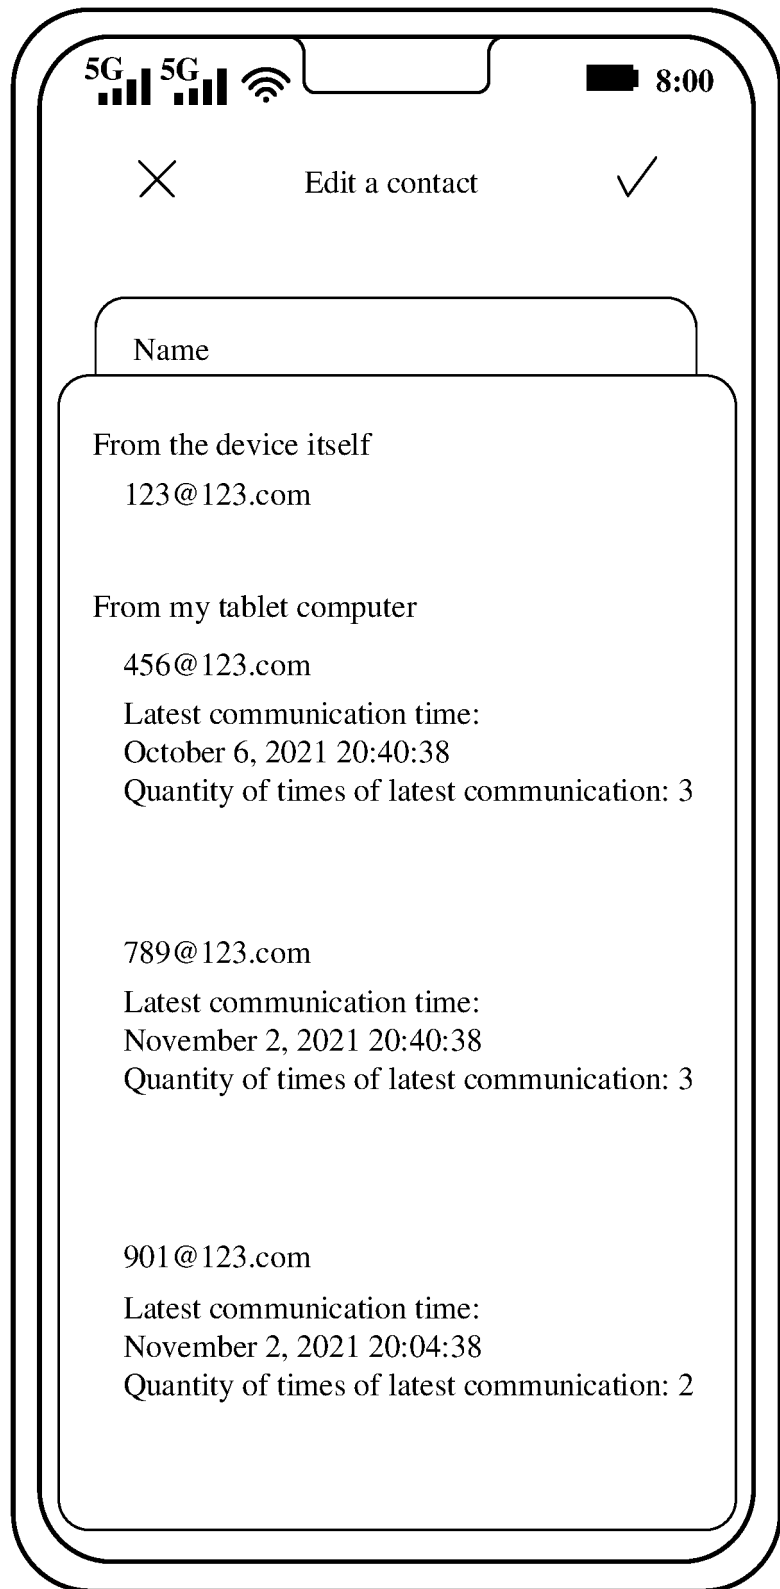 5G 5G 8:00
Edit a contact
Name
From the device itself
123@123.com
From my tablet computer
456@123.com
Latest communication time:
October 6, 2021 20:40:38
Quantity of times of latest communication: 3
789@123.com
Latest communication time:
November 2, 2021 20:40:38
Quantity of times of latest communication: 3
901@123.com
Latest communication time:
November 2, 2021 20:04:38
Quantity of times of latest communication: 2